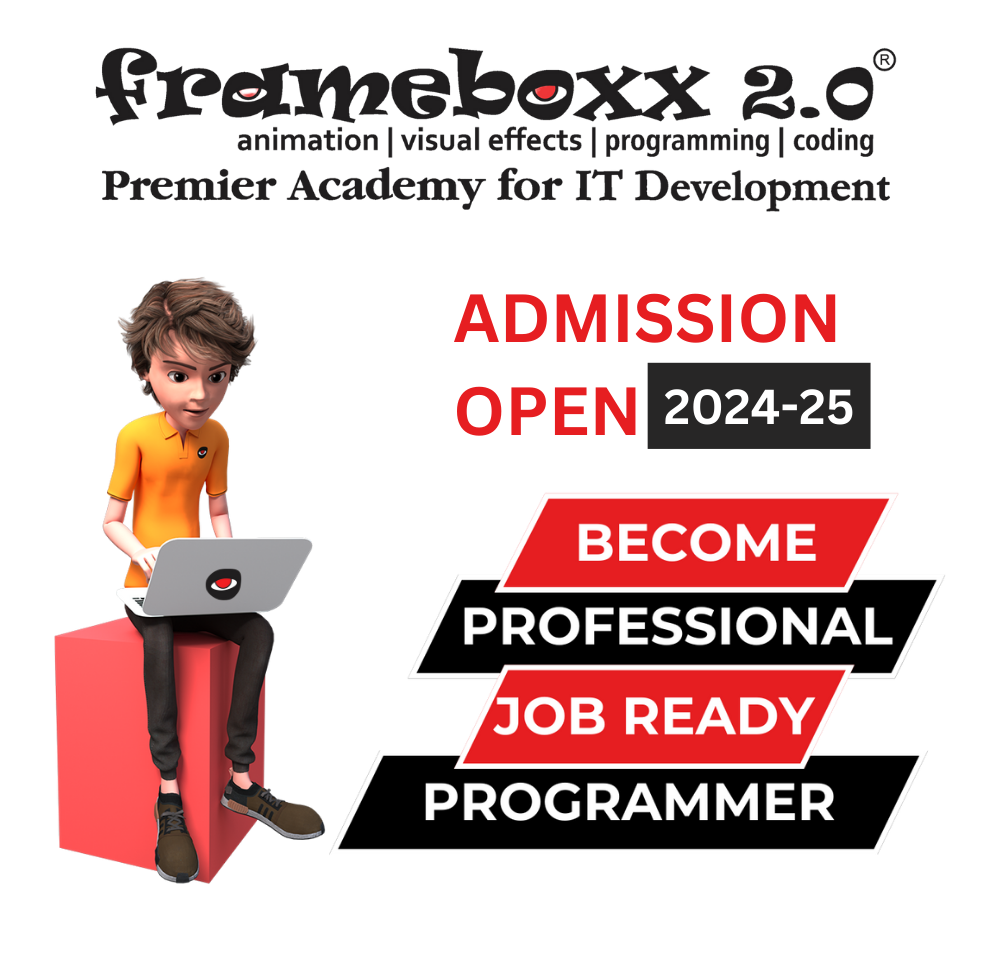 frameboxx 2.0®
animation | visual effects | programming | coding
Premier Academy for IT Development
ADMISSION
OPEN 2024-25
BECOME
PROFESSIONAL
JOB READY
PROGRAMMER